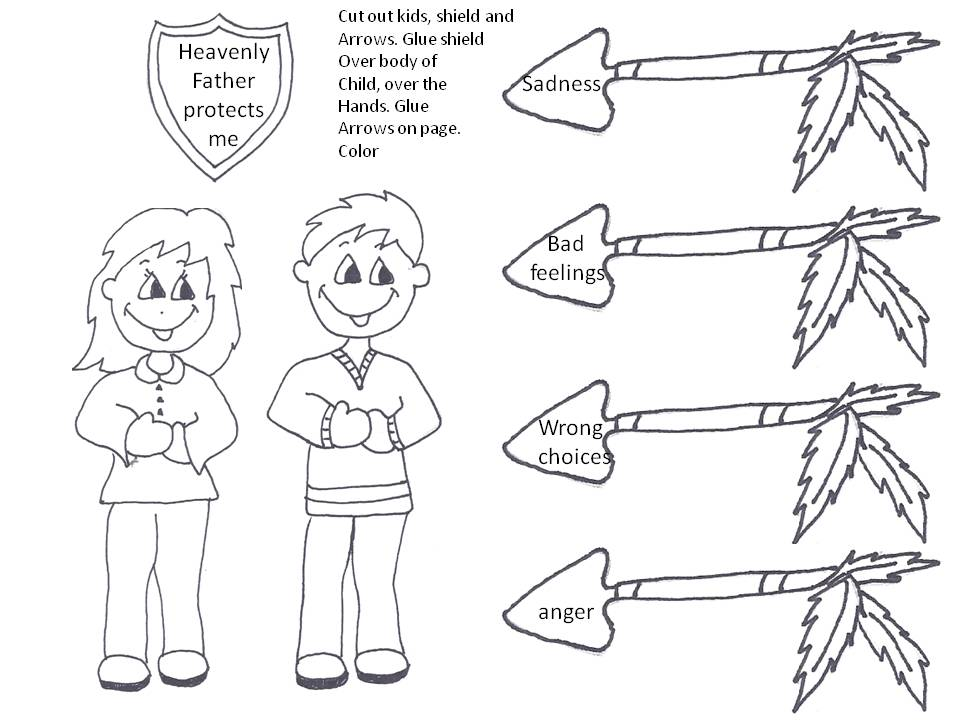 Heavenly
Father
protects
me
Cut out kids, shield and
Arrows. Glue shield
Over body of
Child, over the
Hands. Glue
Arrows on page.
Color
Sadness
Bad
feelings
Wrong
choices
anger